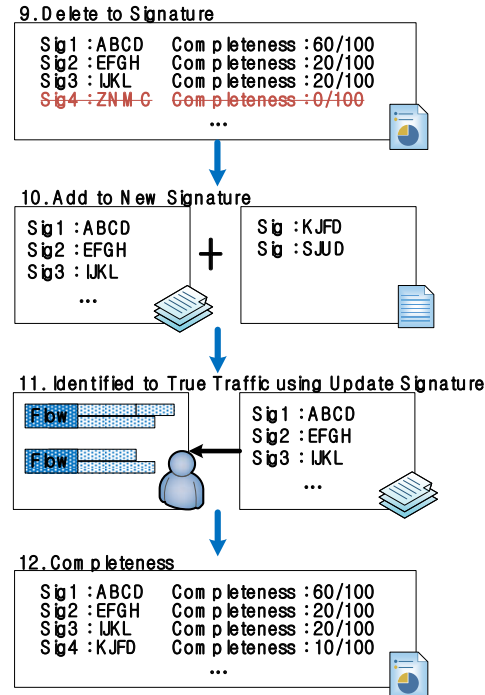 9.Delete to Signature
Sig1 :ABCD Completeness :60/100
Sig2 :EFGH Completeness :20/100
Sig3 :IJKL Completeness :20/100
Sig4 :ZNMC Completeness :0/100
...
10.Add to New Signature
Sig1 :ABCD
Sig2 :EFGH
Sig3 :IJKL
...
+
Sig :KJFD
Sig :SJUD
11.Identified to True Traffic using Update Signature
Flow
Flow
Sig1 :ABCD
Sig2 :EFGH
Sig3 :IJKL
...
12.Completeness
Sig1 :ABCD Completeness :60/100
Sig2 :EFGH Completeness :20/100
Sig3 :IJKL Completeness :20/100
Sig4 :KJFD Completeness :10/100
...